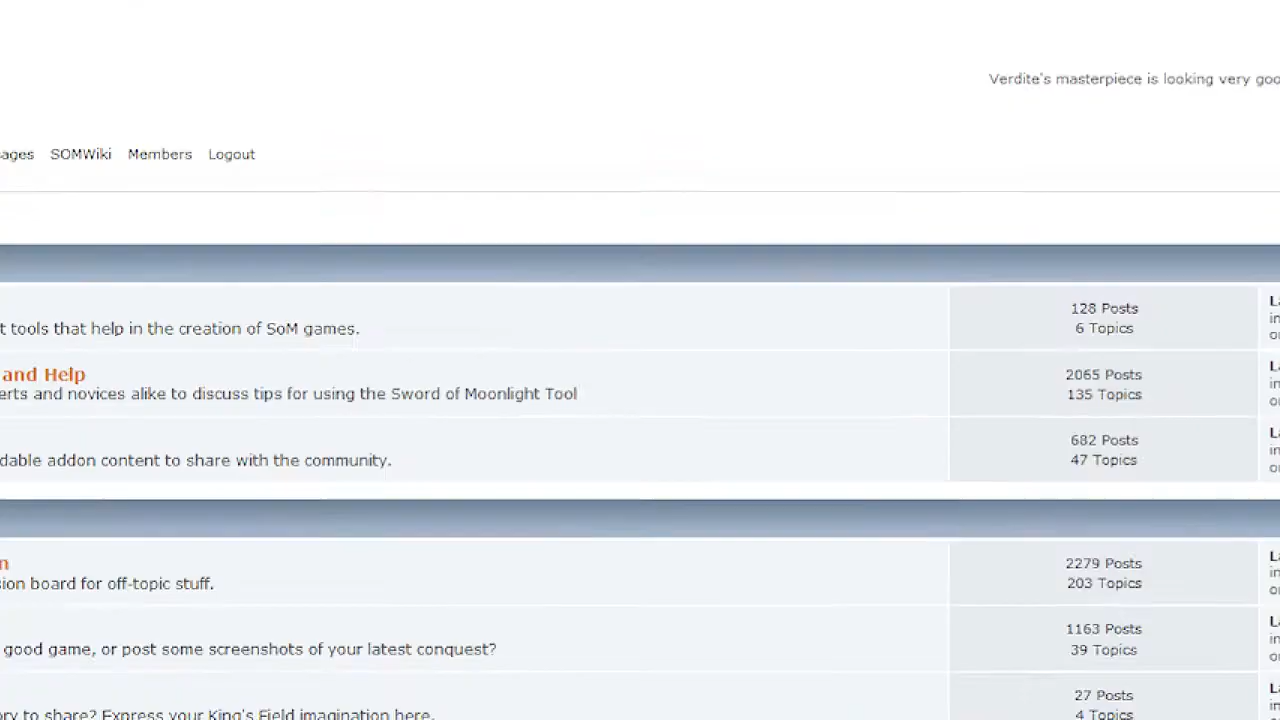 Verdite's masterpiece is looking very goo
ages SOMWiki Members Logout
t tools that help in the creation of SoM games.
128 Posts
6 Topics
and Help
erts and novices alike to discuss tips for using the Sword of Moonlight Tool
2065 Posts
135 Topics
dable addon content to share with the community.
682 Posts
47 Topics
n
sion board for off-topic stuff.
2279 Posts
203 Topics
good game, or post some screenshots of your latest conquest?
1163 Posts
39 Topics
ory to share? Express your King's Field imagination here.
27 Posts
4 Topics